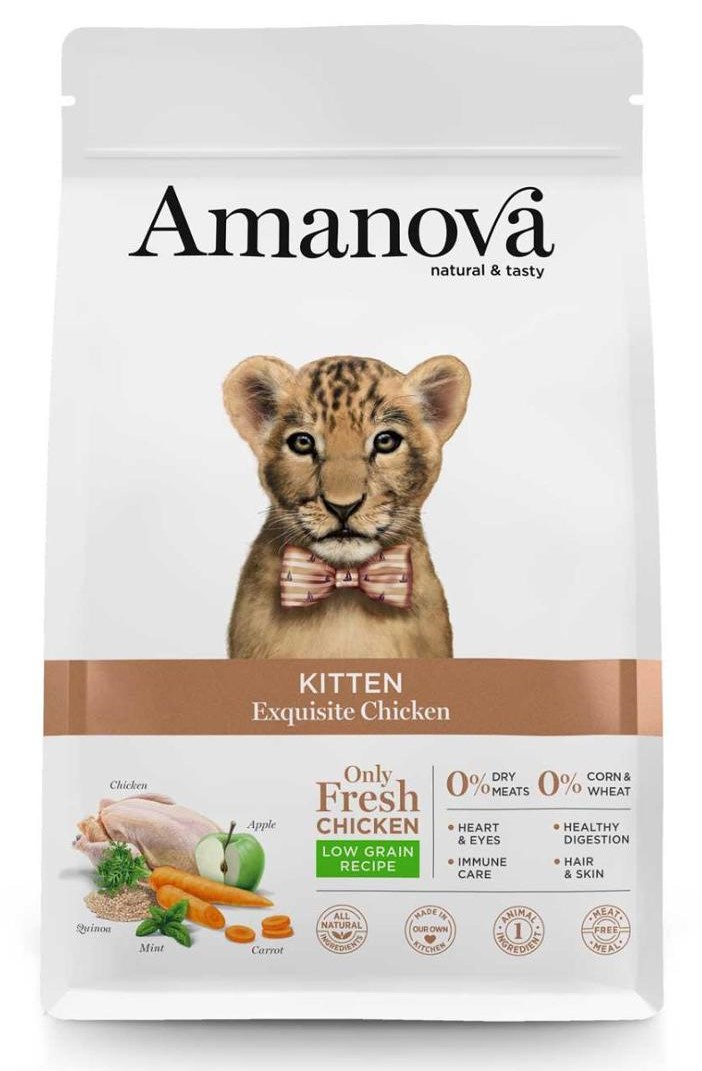 Amanova
natural & tasty
KITTEN
Exquisite Chicken
Chicken
Apple
Quinoa
Mint
Carrot
Only
Fresh
CHICKEN
LOW GRAIN
RECIPE
0% DRY
MEATS
0% CORN &
WHEAT
• HEART
& EYES
• HEALTHY
DIGESTION
• IMMUNE
CARE
• HAIR
& SKIN
ALL
NATURAL
INGREDIENTS
MADE IN
OUR OWN
KITCHEN
ANIMAL
1
INGREDIENT
MEAT
FREE
MEAL